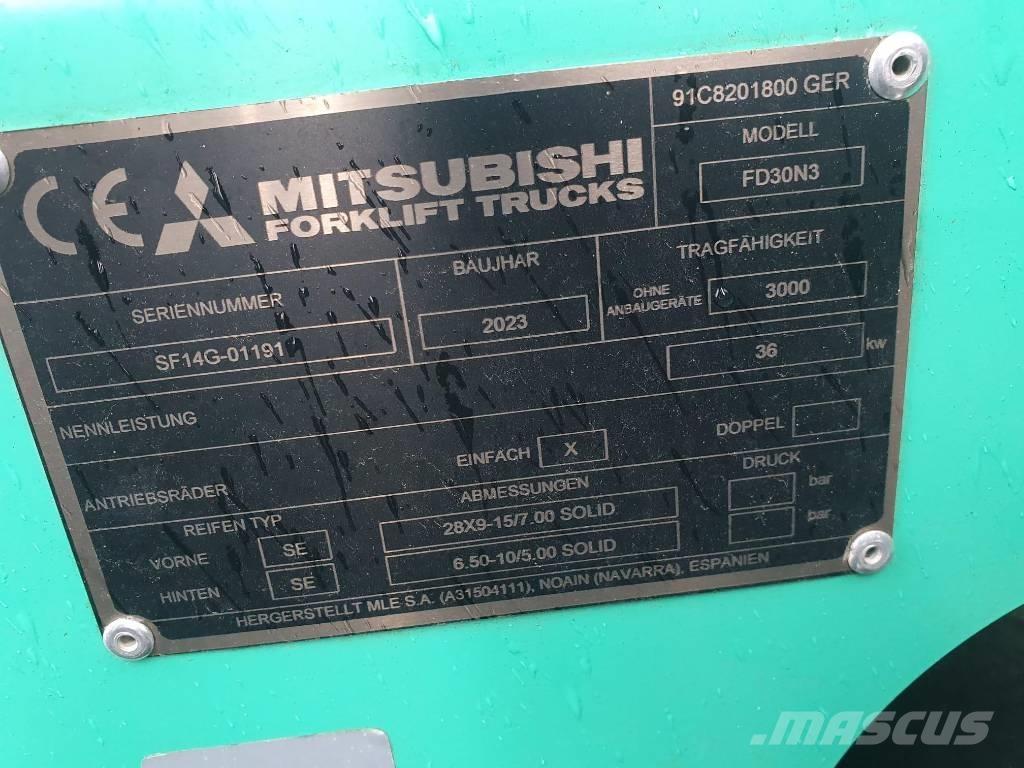 91C8201800 GER
CE MITSUBISHI
FORKLIFT TRUCKS
MODELL
FD30N3
SERIENNUMMER
SF14G-01191
BAUJHAR
2023
TRAGFÄHIGKEIT
OHNE
ANBAUGERÄTE
3000
NENNLEISTUNG
36 kw
ANTRIEBSRÄDER
EINFACH X
DOPPEL
REIFEN TYP
ABMESSUNGEN
DRUCK
VORNE SE 28X9-15/7.00 SOLID bar
HINTEN SE 6.50-10/5.00 SOLID bar
HERGERSTELLT MLE S.A. (A31504111), NOAIN (NAVARRA), ESPANIEN
MASCUS